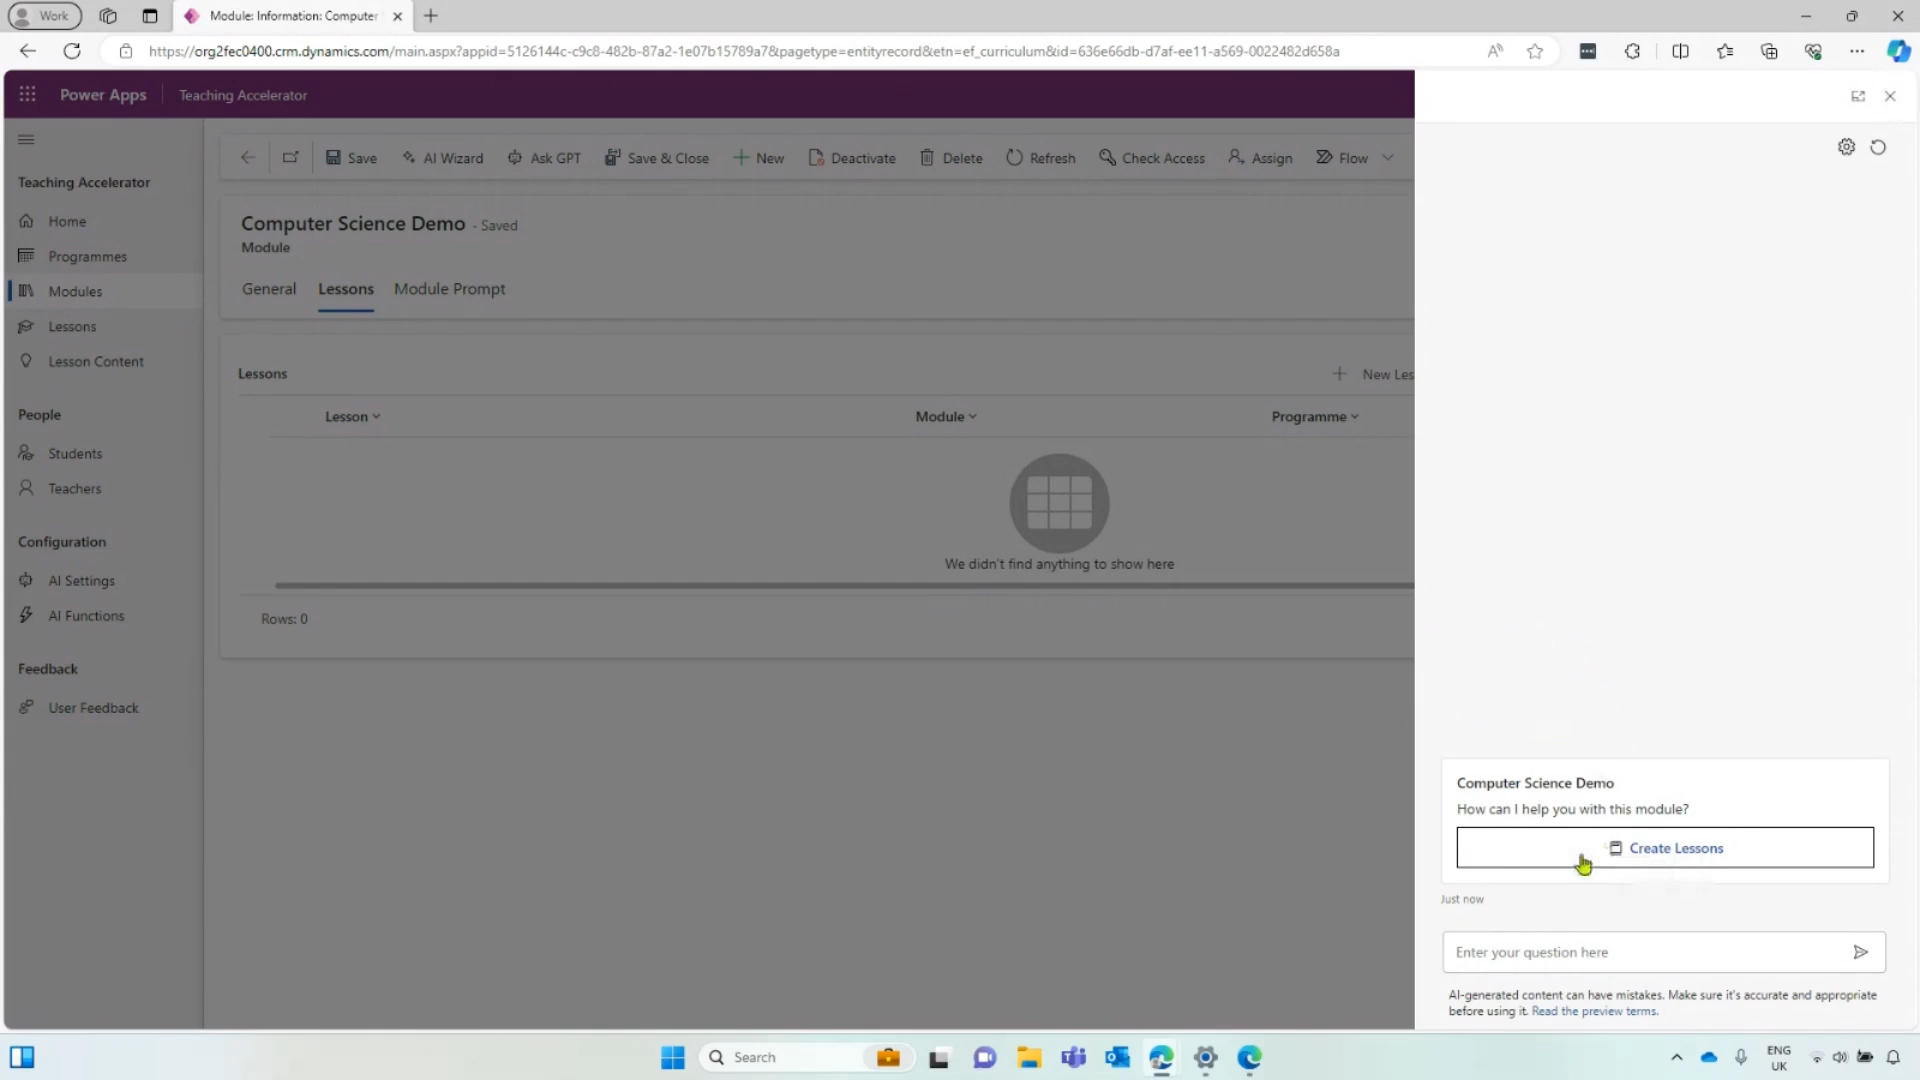 Work
Module: Information: Computer
https://org2fec0400.crm.dynamics.com/main.aspx?appid=5126144c-c9c8-482b-87a2-1e07b15789a7&pagetype=entityrecord&etn=ef_curriculum&id=636e66db-d7af-ee11-a569-0022482d658a
Power Apps
Teaching Accelerator
Save
AI Wizard
Ask GPT
Save & Close
New
Deactivate
Delete
Refresh
Check Access
Assign
Flow
Teaching Accelerator
Home
Programmes
Modules
Lessons
Lesson Content
People
Students
Teachers
Configuration
AI Settings
AI Functions
Feedback
User Feedback
Computer Science Demo - Saved
Module
General
Lessons
Module Prompt
Lessons
New Les
Lesson
Module
Programme
We didn't find anything to show here
Rows: 0
Computer Science Demo
How can I help you with this module?
Create Lessons
Just now
Enter your question here
AI-generated content can have mistakes. Make sure it's accurate and appropriate
before using it. Read the preview terms.
Search
ENG
UK